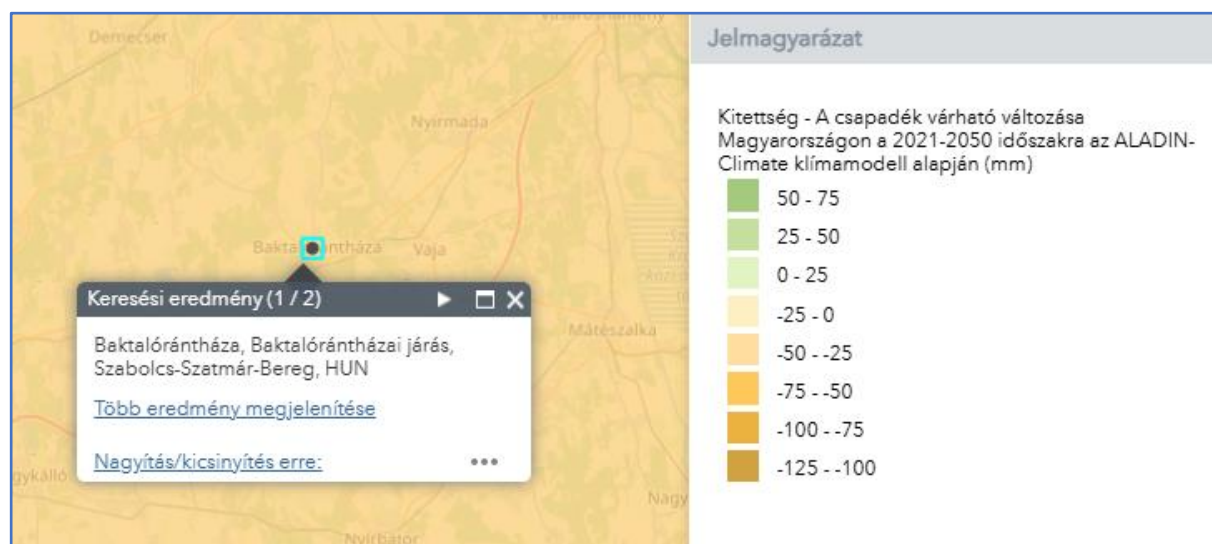 Demecser
Nyírmada
Vaja
Keresési eredmény (1 / 2)
Baktalórántháza, Baktalórántházai járás,
Szabolcs-Szatmár-Bereg, HUN
Több eredmény megjelenítése
Nagyítás/kicsinyítés erre:
Mátészalka
Nyírbátor
Jelmagyarázat
Kitettség - A csapadék várható változása
Magyarországon a 2021-2050 időszakra az ALADIN-
Climate klímamodell alapján (mm)
50 - 75
25 - 50
0 - 25
-25 - 0
-50 - -25
-75 - -50
-100 - -75
-125 - -100